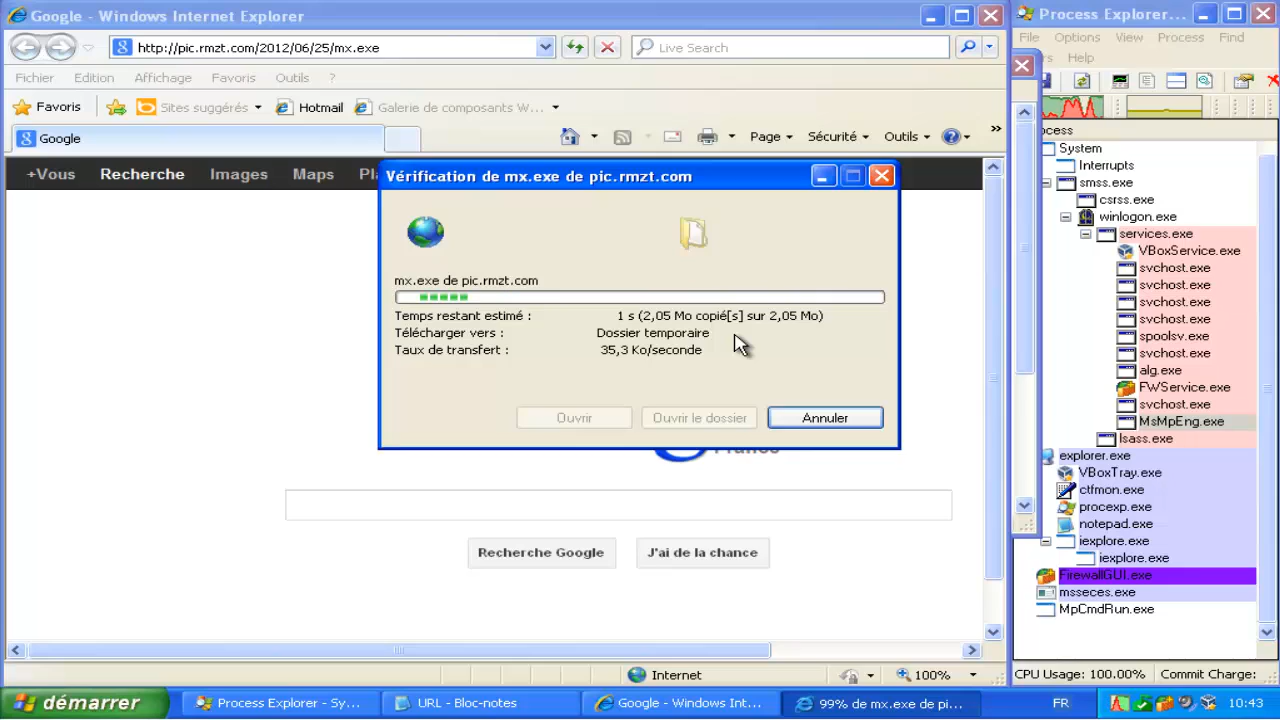 Google - Windows Internet Explorer
http://pic.rmzt.com/2012/06/25/mx.exe
Live Search
Fichier Edition Affichage Favoris Outils ?
Favoris Sites suggérés Hotmail Galerie de composants W...
Google
Page Sécurité Outils »
+Vous Recherche Images Maps
Vérification de mx.exe de pic.rmzt.com
mx.exe de pic.rmzt.com
Temps restant estimé : 1 s (2,05 Mo copié[s] sur 2,05 Mo)
Télécharger vers : Dossier temporaire
Taux de transfert : 35,3 Ko/seconde
Ouvrir Ouvrir le dossier Annuler
France
Recherche Google J'ai de la chance
Internet 100%
Process Explorer...
File Options View Process Find
Help
System
Interrupts
smss.exe
csrss.exe
winlogon.exe
services.exe
VBoxService.exe
svchost.exe
svchost.exe
svchost.exe
svchost.exe
spoolsv.exe
svchost.exe
alg.exe
FWService.exe
svchost.exe
MsMpEng.exe
lsass.exe
explorer.exe
VBoxTray.exe
ctfmon.exe
procexp.exe
notepad.exe
iexplore.exe
iexplore.exe
FirewallGUI.exe
msseces.exe
MpCmdRun.exe
CPU Usage: 100.00% Commit Charge:
démarrer Process Explorer - Sy... URL - Bloc-notes Google - Windows Int... 99% de mx.exe de pi... FR 10:43